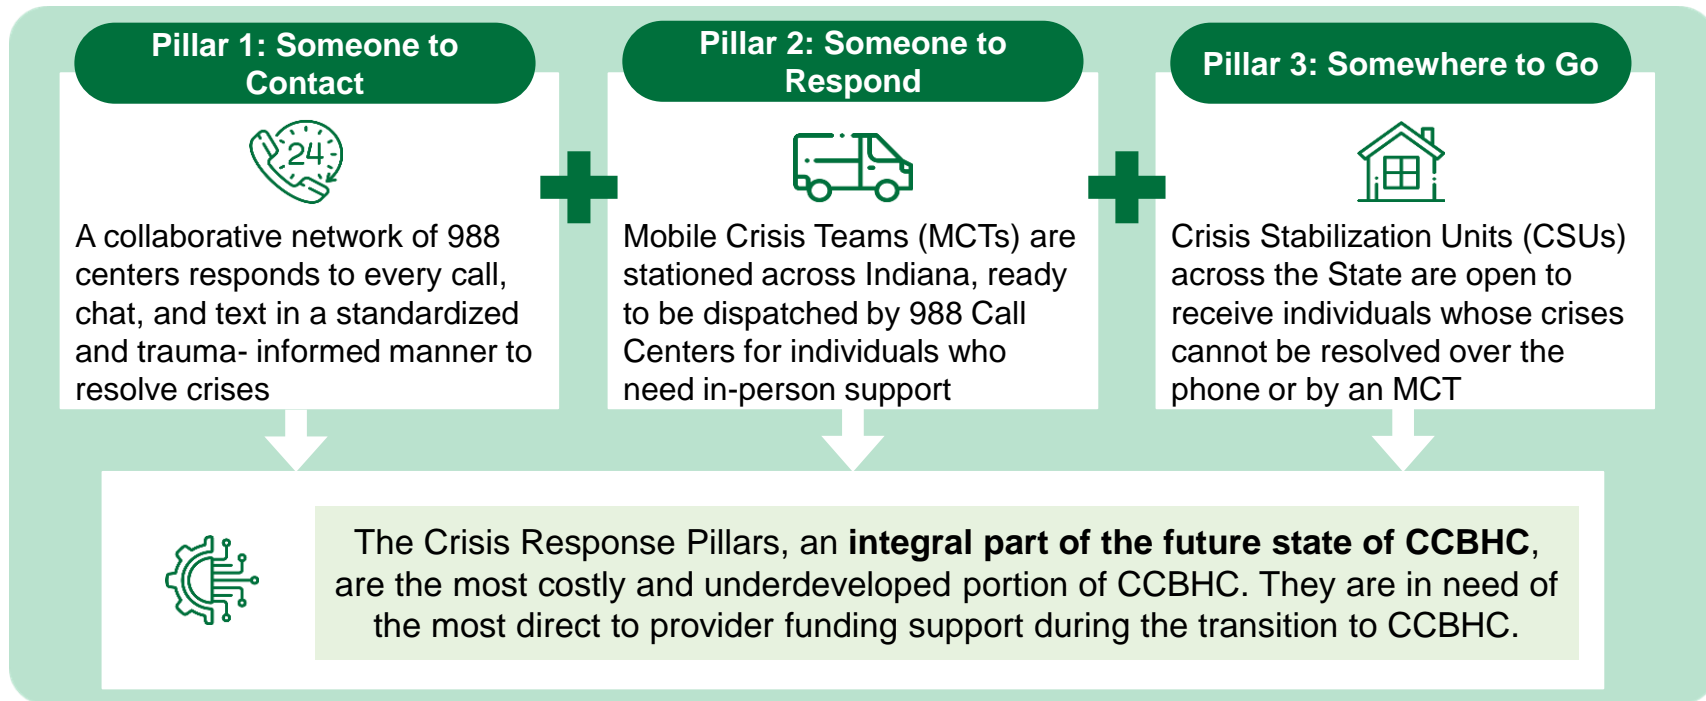 Pillar 1: Someone to
Contact
24
A collaborative network of 988
centers responds to every call,
chat, and text in a standardized
and trauma- informed manner to
resolve crises
Pillar 2: Someone to
Respond
Mobile Crisis Teams (MCTs) are
stationed across Indiana, ready
to be dispatched by 988 Call
Centers for individuals who
need in-person support
Pillar 3: Somewhere to Go
Crisis Stabilization Units (CSUs)
across the State are open to
receive individuals whose crises
cannot be resolved over the
phone or by an MCT
The Crisis Response Pillars, an integral part of the future state of CCBHC,
are the most costly and underdeveloped portion of CCBHC. They are in need of
the most direct to provider funding support during the transition to CCBHC.